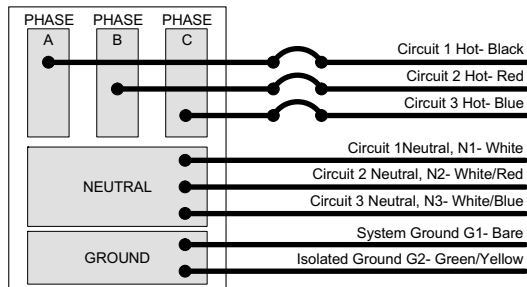 PHASE PHASE PHASE
A B C
Circuit 1 Hot- Black
Circuit 2 Hot- Red
Circuit 3 Hot- Blue
Circuit 1Neutral, N1- White
NEUTRAL
Circuit 2 Neutral, N2- White/Red
Circuit 3 Neutral, N3- White/Blue
System Ground G1- Bare
GROUND
Isolated Ground G2- Green/Yellow